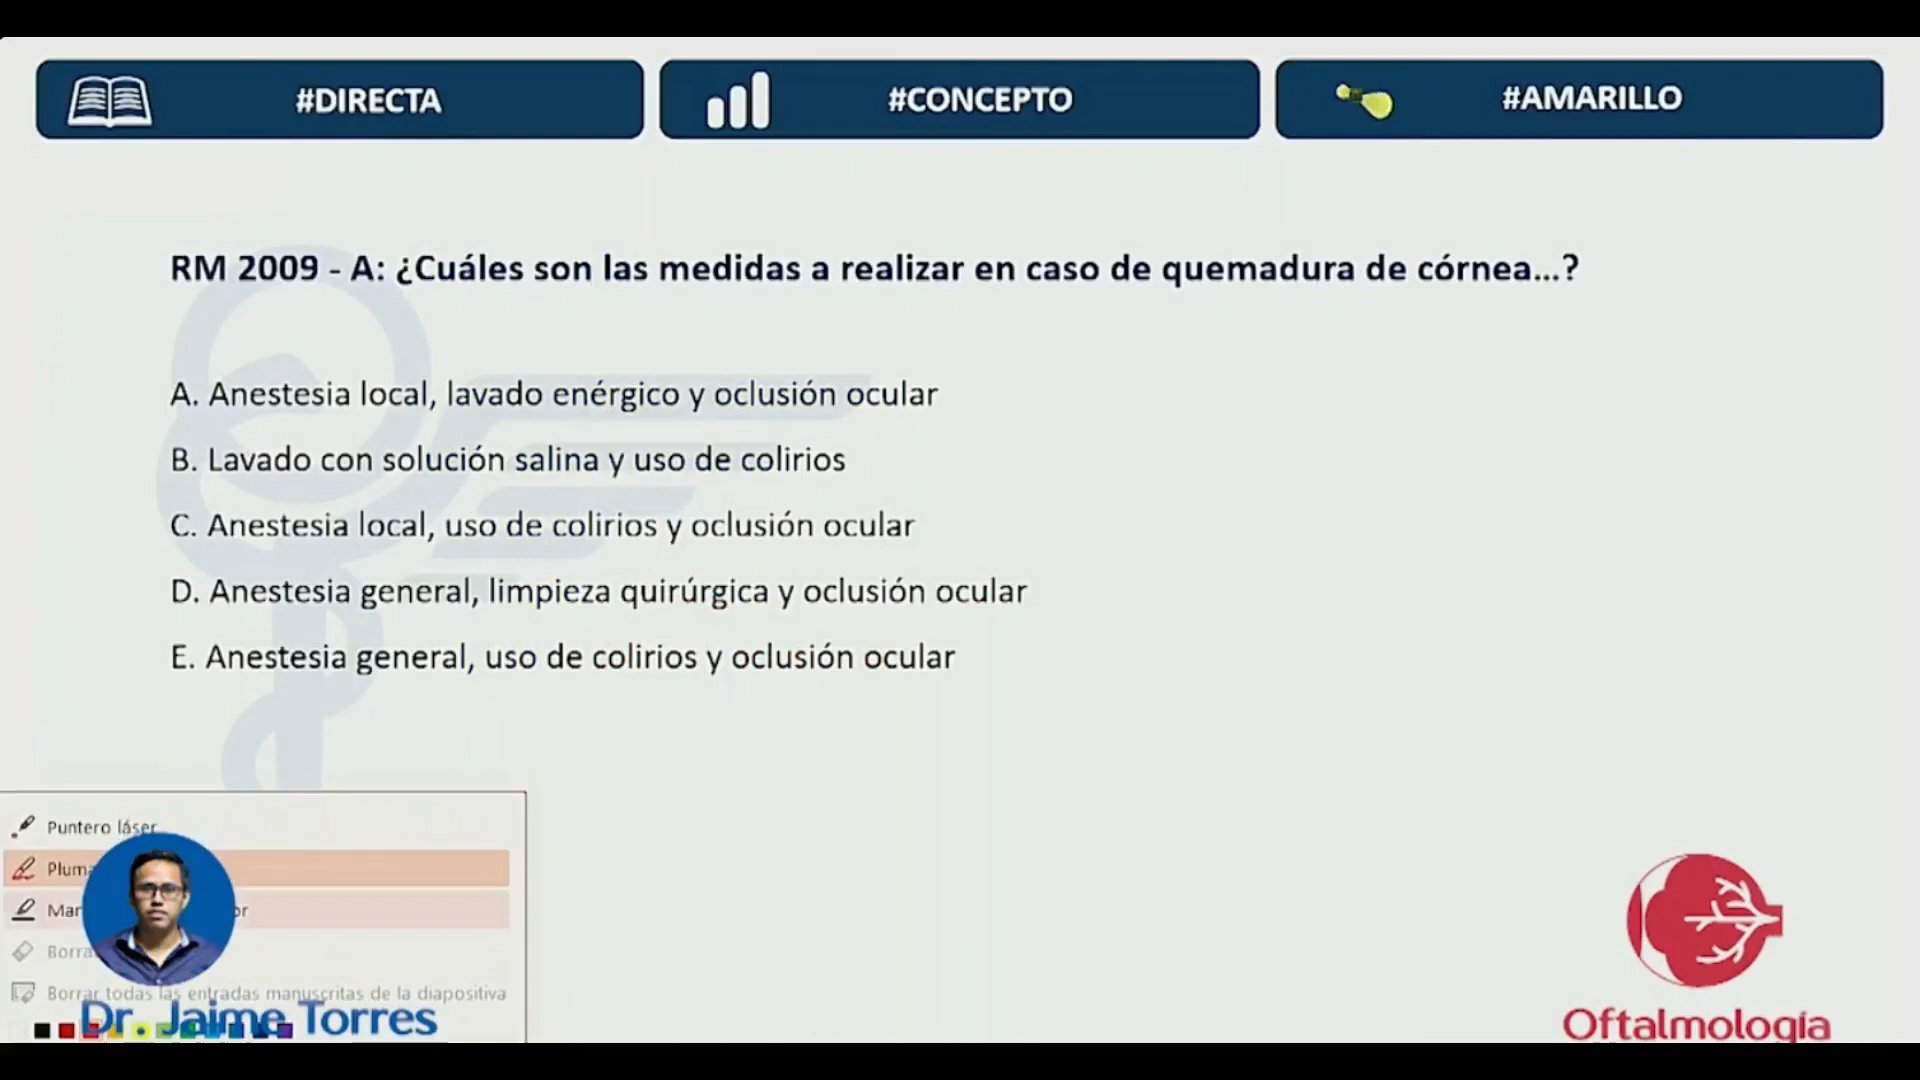 #DIRECTA
#CONCEPTO
#AMARILLO
RM 2009 - A: ¿Cuáles son las medidas a realizar en caso de quemadura de córnea...?
A. Anestesia local, lavado enérgico y oclusión ocular
B. Lavado con solución salina y uso de colirios
C. Anestesia local, uso de colirios y oclusión ocular
D. Anestesia general, limpieza quirúrgica y oclusión ocular
E. Anestesia general, uso de colirios y oclusión ocular
Puntero láser
Borrar todas las entradas manuscritas de la diapositiva
Dr. Jaime Torres
Oftalmología